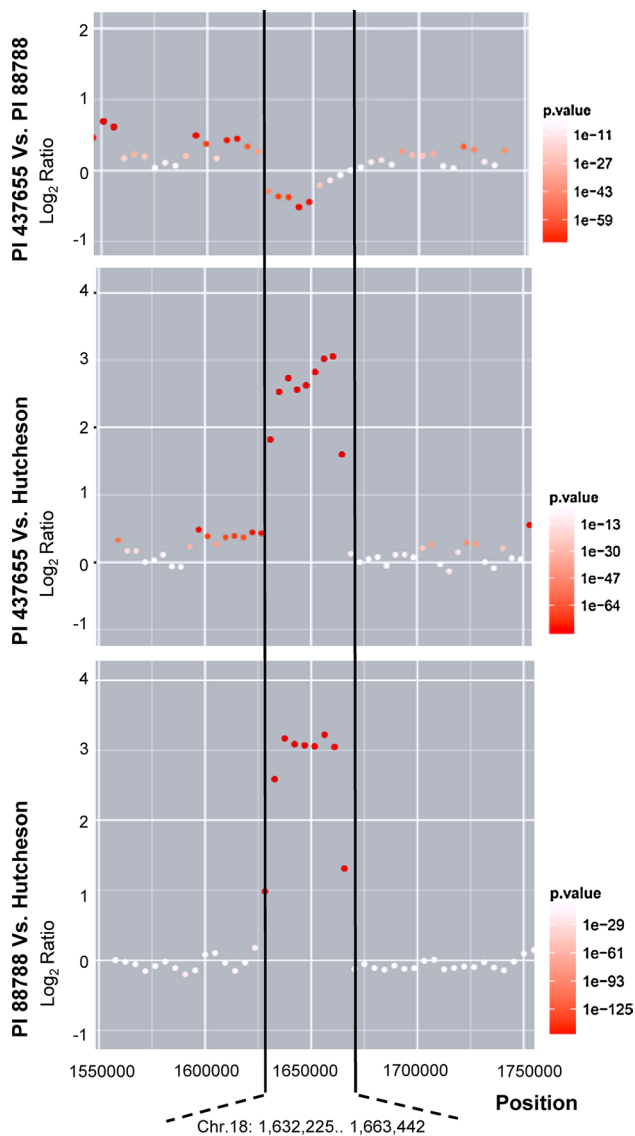 PI 437655 Vs. PI 88788
Log2 Ratio
2
1
0
-1
p.value
1e−11
1e−27
1e−43
1e−59
PI 437655 Vs. Hutcheson
Log2 Ratio
4
3
2
1
0
-1
p.value
1e−13
1e−30
1e−47
1e−64
PI 88788 Vs. Hutcheson
Log2 Ratio
4
3
2
1
0
-1
p.value
1e−29
1e−61
1e−93
1e−125
1550000 1600000 1650000 1700000 1750000
Position
Chr.18: 1,632,225.. 1,663,442